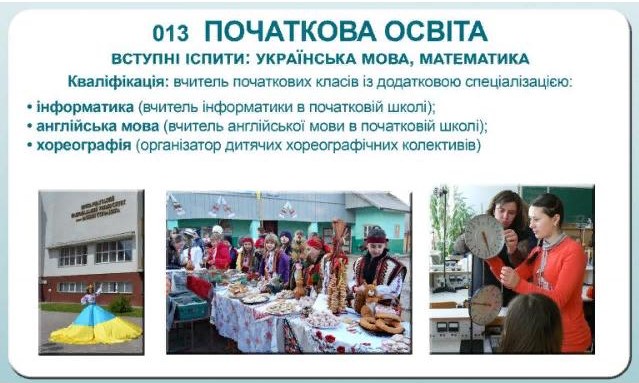 013 ПОЧАТКОВА ОСВІТА
ВСТУПНІ ІСПИТИ: УКРАЇНСЬКА МОВА, МАТЕМАТИКА
Кваліфікація: вчитель початкових класів із додатковою спеціалізацією:
• інформатика (вчитель інформатики в початковій школі);
• англійська мова (вчитель англійської мови в початковій школі);
• хореографія (організатор дитячих хореографічних колективів)